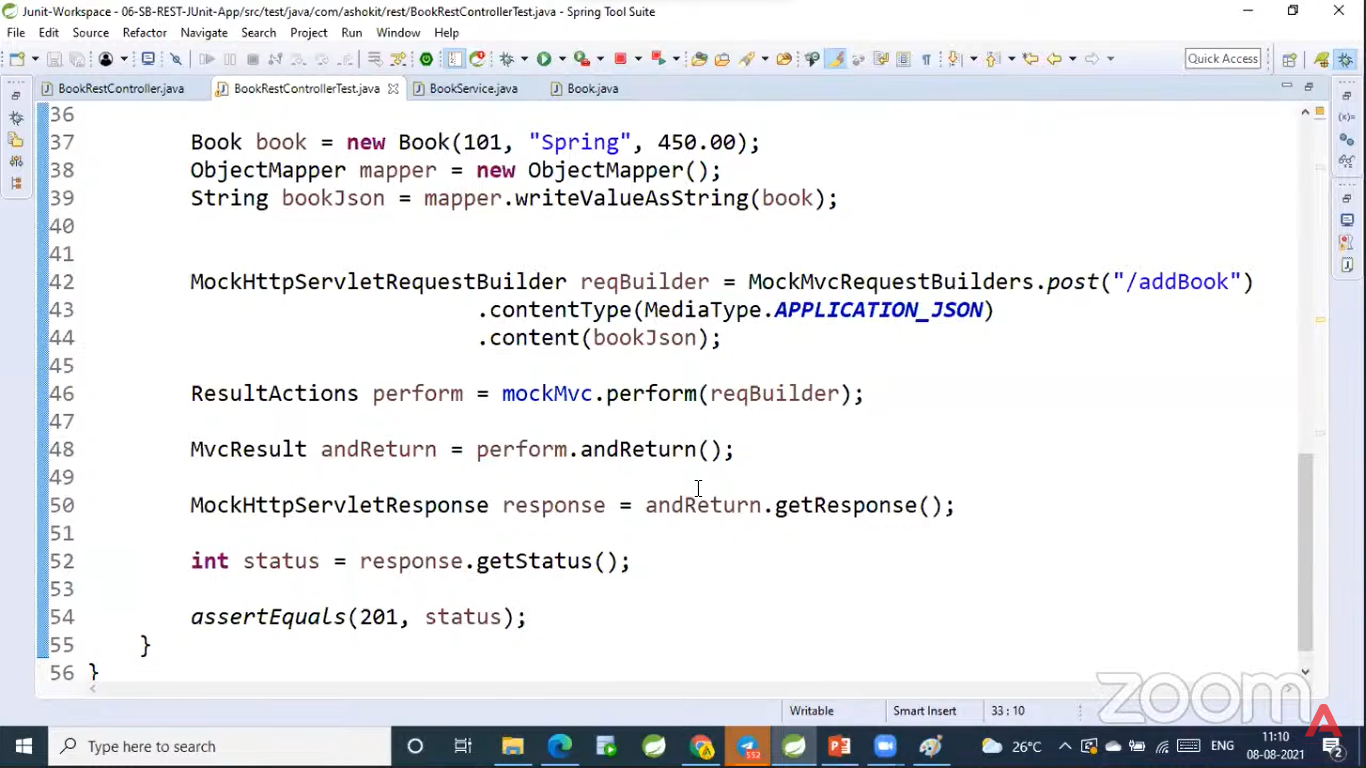 Junit-Workspace - 06-SB-REST-JUnit-App/src/test/java/com/ashokit/rest/BookRestControllerTest.java - Spring Tool Suite
File Edit Source Refactor Navigate Search Project Run Window Help
Quick Access
BookRestController.java BookRestControllerTest.java BookService.java Book.java
36
37 Book book = new Book(101, "Spring", 450.00);
38 ObjectMapper mapper = new ObjectMapper();
39 String bookJson = mapper.writeValueAsString(book);
40
41
42 MockHttpServletRequestBuilder reqBuilder = MockMvcRequestBuilders.post("/addBook")
43 .contentType(MediaType.APPLICATION_JSON)
44 .content(bookJson);
45
46 ResultActions perform = mockMvc.perform(reqBuilder);
47
48 MvcResult andReturn = perform.andReturn();
49
50 MockHttpServletResponse response = andReturn.getResponse();
51
52 int status = response.getStatus();
53
54 assertEquals(201, status);
55 }
56 }
zoom
Writable Smart Insert 33 : 10
Type here to search
552
26°C
ENG
11:10
08-08-2021
2